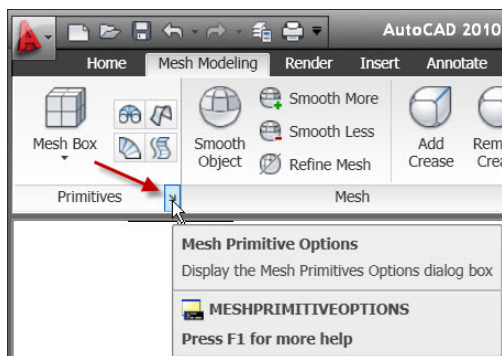 AutoCAD 2010
Home Mesh Modeling Render Insert Annotate
Mesh Box
Smooth Object
Smooth More
Smooth Less
Refine Mesh
Add Crease
Rem
Crea
Primitives
Mesh
Mesh Primitive Options
Display the Mesh Primitives Options dialog box
MESHPRIMITIVEOPTIONS
Press F1 for more help